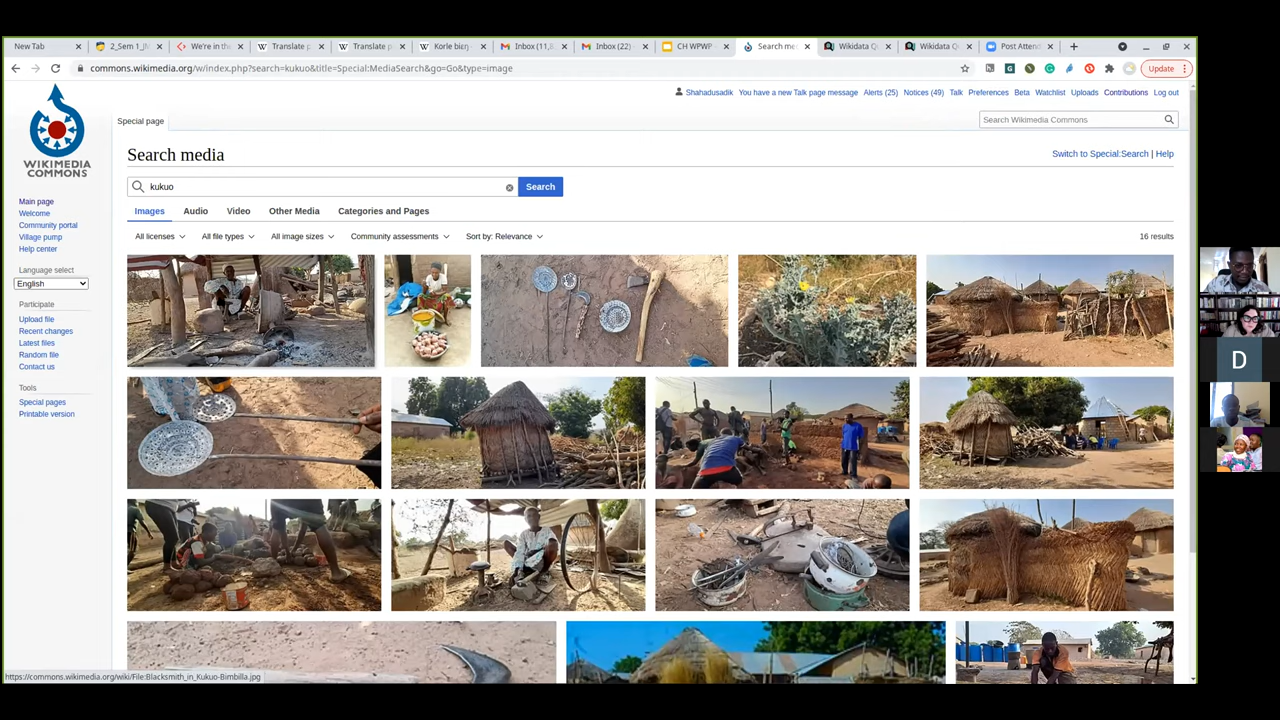 New Tab
2_Sem 1_
We're in th
Translate p
Translate p
Korle bizr
Inbox (11,8
Inbox (22)
CH WPWP
Search me
Wikidata Q
Wikidata Q
Post Attend
commons.wikimedia.org/w/index.php?search=kukuo&title=Special:MediaSearch&go=Go&type=image
Update
Shahadusadik You have a new Talk page message Alerts (25) Notices (49) Talk Preferences Beta Watchlist Uploads Contributions Log out
Special page
Search Wikimedia Commons
WIKIMEDIA
COMMONS
Search media
Switch to Special:Search | Help
kukuo
Search
Images Audio Video Other Media Categories and Pages
All licenses All file types All image sizes Community assessments Sort by: Relevance
16 results
Main page
Welcome
Community portal
Village pump
Help center
Language select
English
Participate
Upload file
Recent changes
Latest files
Random file
Contact us
Tools
Special pages
Printable version
D
https://commons.wikimedia.org/wiki/File:Blacksmith_in_Kukuo-Bimbilla.jpg